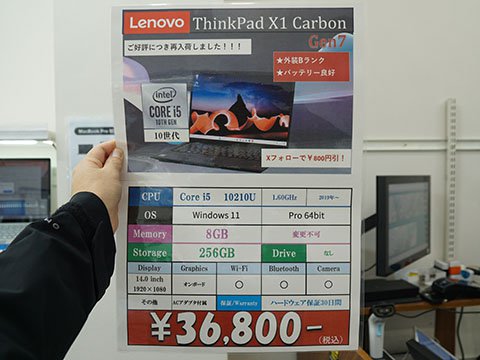 Lenovo ThinkPad X1 Carbon
Gen7
ご好評につき再入荷しました！！！
★外装Bランク
★バッテリー良好
intel
CORE i5
10TH GEN
10世代
Xフォローで￥800円引！
CPU Core i5 10210U 1.60GHz 2019年~
OS Windows 11 Pro 64bit
Memory 8GB 変更不可
Storage 256GB Drive なし
Display Graphics Wi-Fi Bluetooth Camera
14.0 inch
1920×1080 オンボード ○ ○ ○
その他 ACアダプタ付属 保証/Warranty ハードウェア保証30日間
￥36,800-
(税込)
MacBook Pro